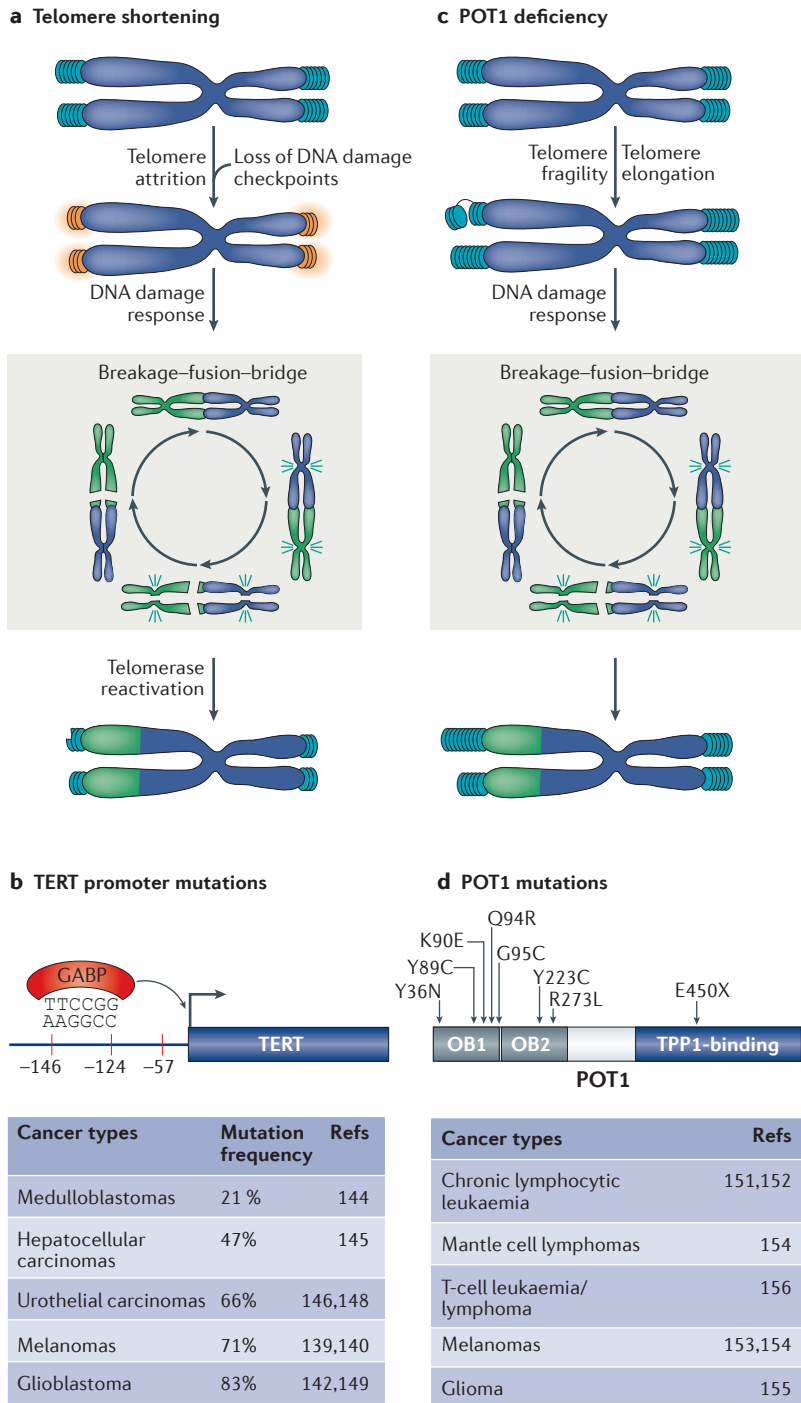 a Telomere shortening
Telomere
attrition
Loss of DNA damage
checkpoints
DNA damage
response
Breakage–fusion–bridge
Telomerase
reactivation
c POT1 deficiency
Telomere
fragility
Telomere
elongation
DNA damage
response
Breakage–fusion–bridge
b TERT promoter mutations
GABP
TTCCGG
AAGGCC
TERT
–146 –124 –57
Cancer types Mutation frequency Refs
Medulloblastomas 21 % 144
Hepatocellular
carcinomas 47% 145
Urothelial carcinomas 66% 146,148
Melanomas 71% 139,140
Glioblastoma 83% 142,149
d POT1 mutations
Q94R
K90E
G95C
Y89C
Y223C
Y36N
R273L
E450X
OB1 OB2 TPP1-binding
POT1
Cancer types Refs
Chronic lymphocytic
leukaemia 151,152
Mantle cell lymphomas 154
T-cell leukaemia/
lymphoma 156
Melanomas 153,154
Glioma 155